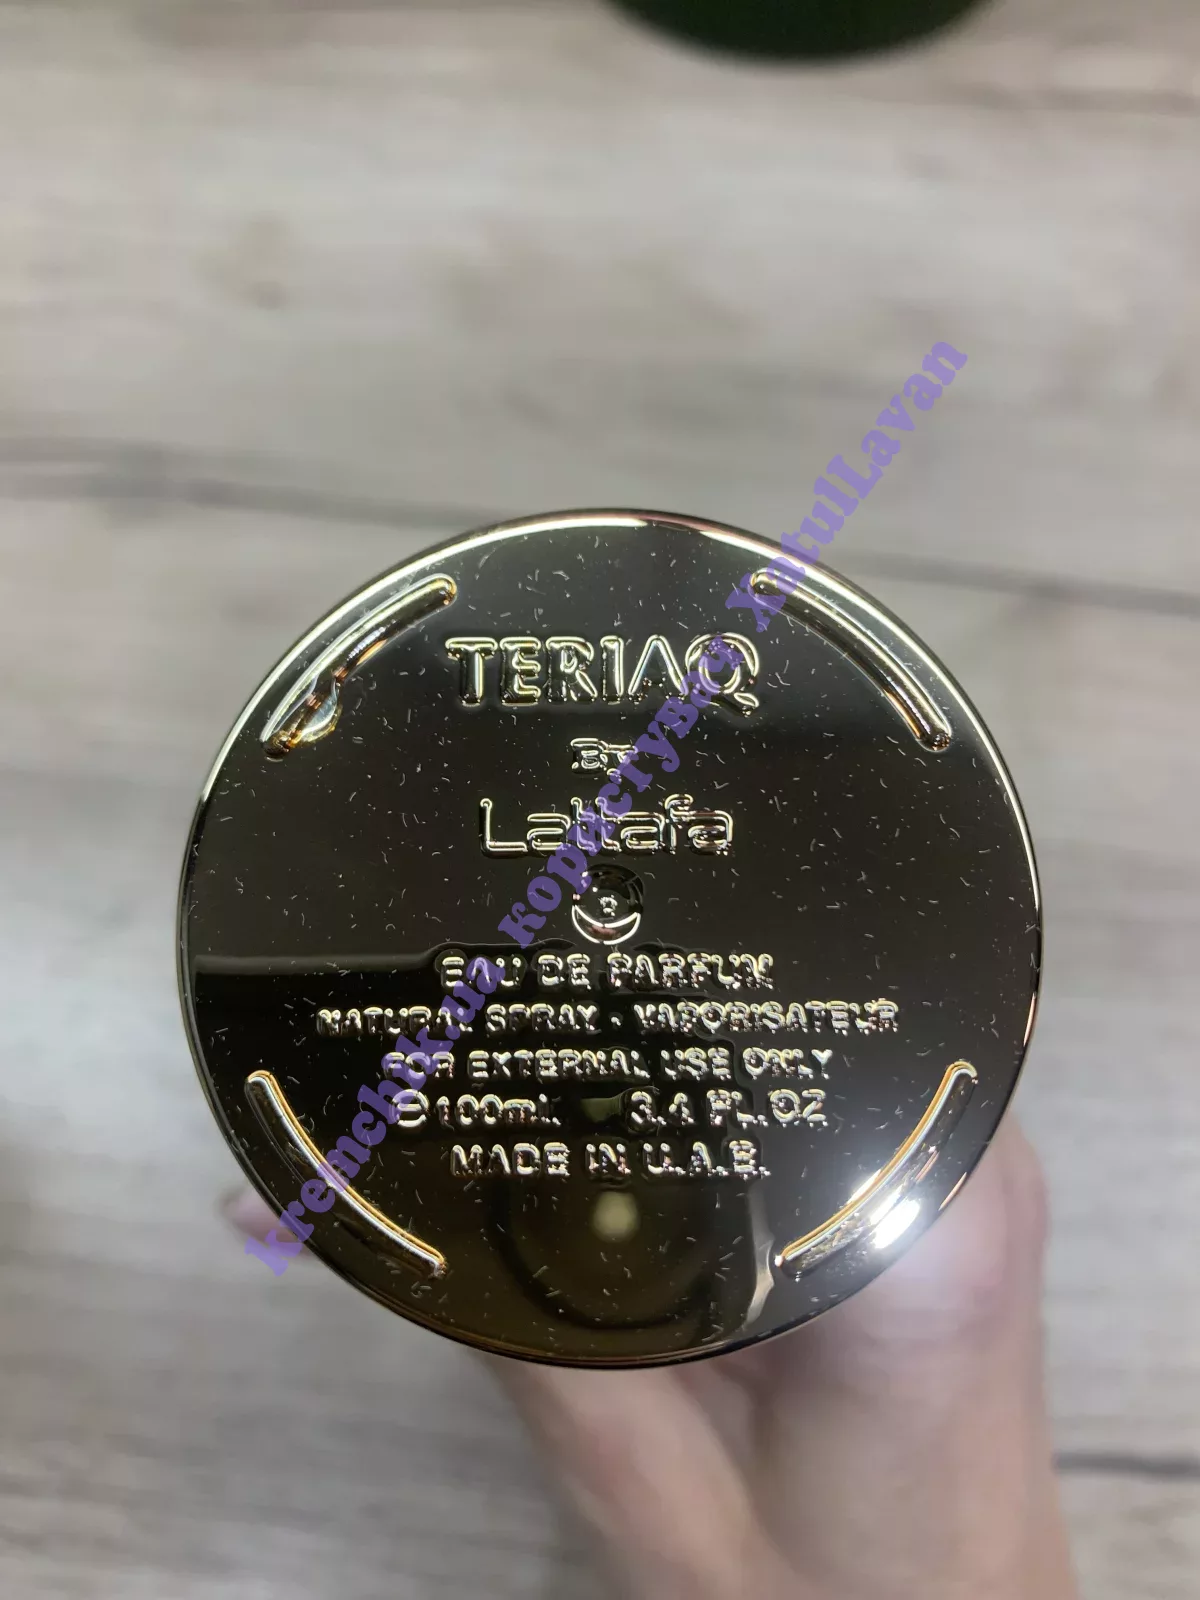 TERIAQ
By
Lattafa
EAU DE PARFUM
NATURAL SPRAY - VAPORISATEUR
FOR EXTERNAL USE ONLY
e 100mL 3.4 FL.OZ
MADE IN U.A.E.
kremchik.ua користувач XatulLavan